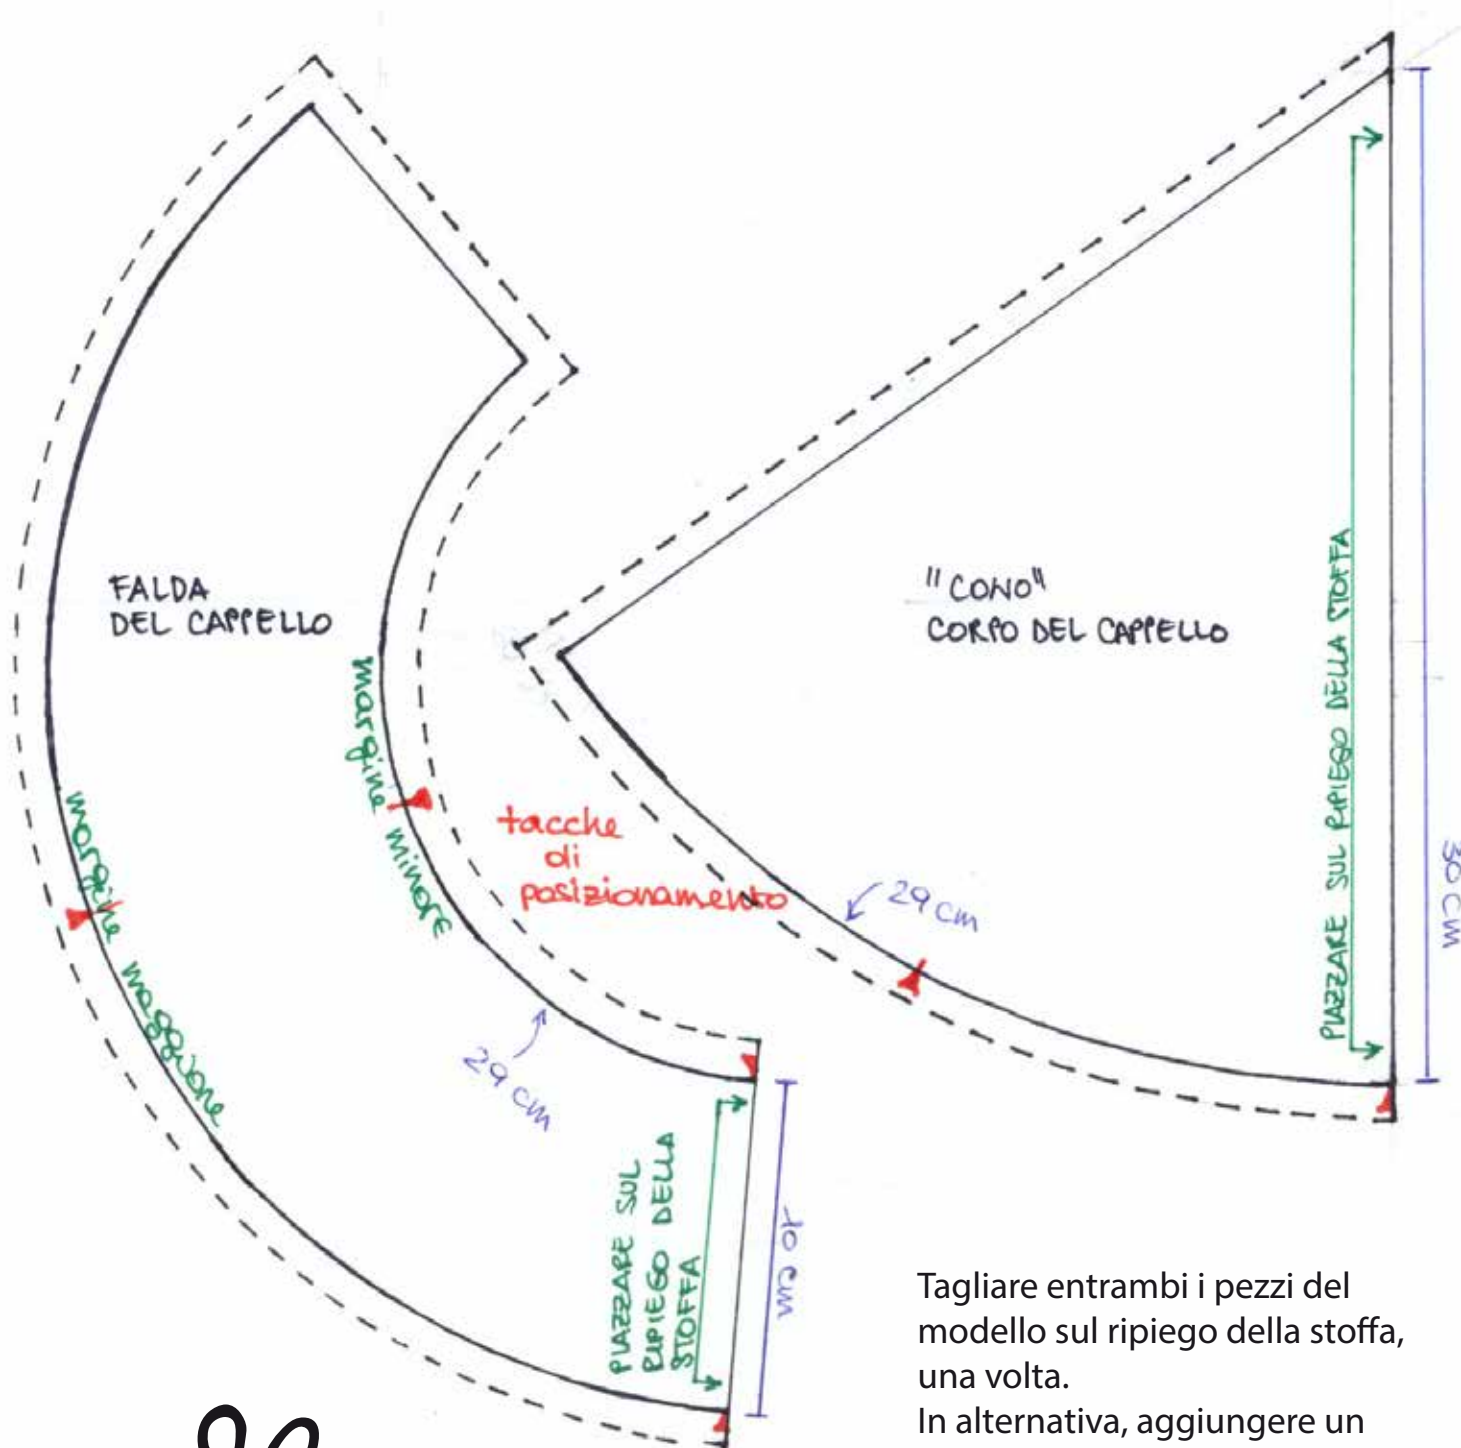 FALDA
DEL CAPPELLO
"CONO"
CORPO DEL CAPPELLO
PIAZZARE SUL RIPIEGO DELLA STOFFA
30 cm
margine minore
margine maggiore
tacche
di
posizionamento
29 cm
29 cm
PIAZZARE SUL
RIPIEGO DELLA
STOFFA
10 cm
Tagliare entrambi i pezzi del
modello sul ripiego della stoffa,
una volta.
In alternativa, aggiungere un